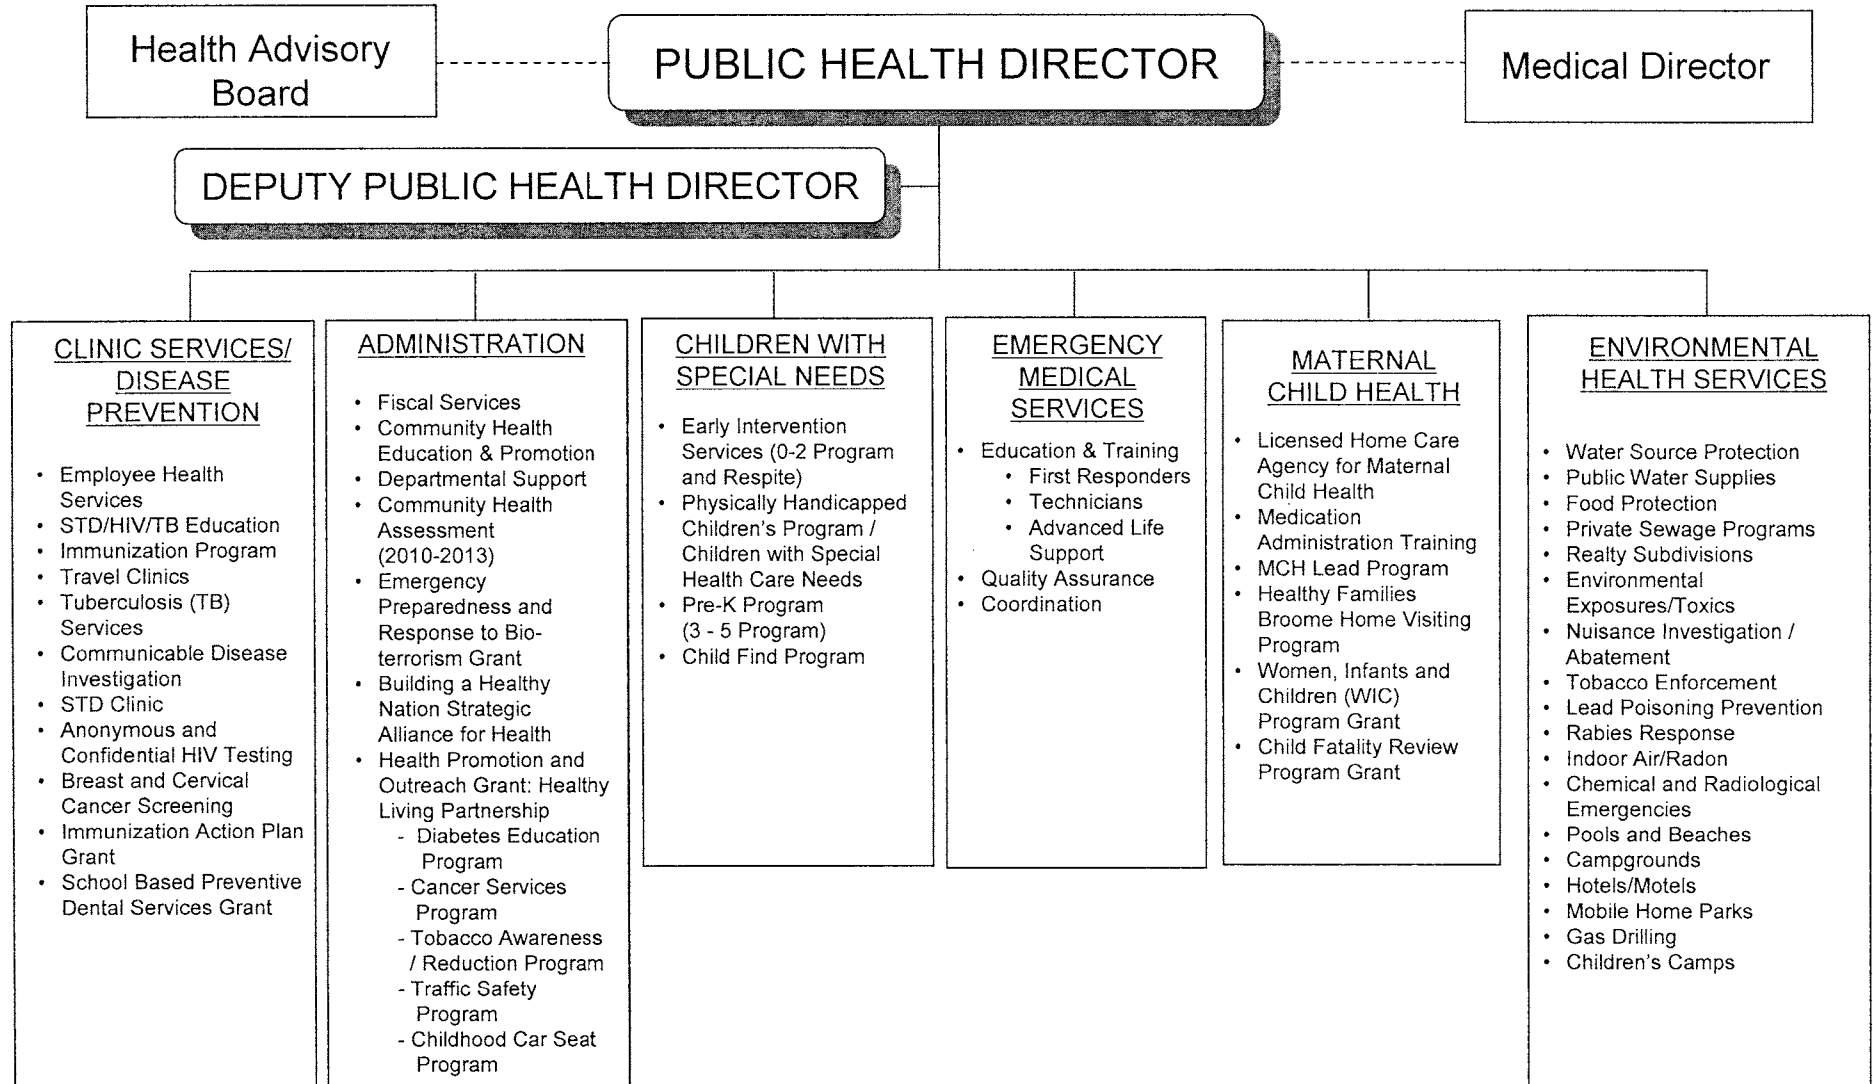 Health Advisory
Board
PUBLIC HEALTH DIRECTOR
Medical Director
DEPUTY PUBLIC HEALTH DIRECTOR
CLINIC SERVICES/
DISEASE
PREVENTION
• Employee Health
Services
• STD/HIV/TB Education
• Immunization Program
• Travel Clinics
• Tuberculosis (TB)
Services
• Communicable Disease
Investigation
• STD Clinic
• Anonymous and
Confidential HIV Testing
• Breast and Cervical
Cancer Screening
• Immunization Action Plan
Grant
• School Based Preventive
Dental Services Grant
ADMINISTRATION
• Fiscal Services
• Community Health
Education & Promotion
• Departmental Support
• Community Health
Assessment
(2010-2013)
• Emergency
Preparedness and
Response to Bio-
terrorism Grant
• Building a Healthy
Nation Strategic
Alliance for Health
• Health Promotion and
Outreach Grant: Healthy
Living Partnership
- Diabetes Education
Program
- Cancer Services
Program
- Tobacco Awareness
/ Reduction Program
- Traffic Safety
Program
- Childhood Car Seat
Program
CHILDREN WITH
SPECIAL NEEDS
• Early Intervention
Services (0-2 Program
and Respite)
• Physically Handicapped
Children's Program /
Children with Special
Health Care Needs
• Pre-K Program
(3 - 5 Program)
• Child Find Program
EMERGENCY
MEDICAL
SERVICES
• Education & Training
• First Responders
• Technicians
• Advanced Life
Support
• Quality Assurance
• Coordination
MATERNAL
CHILD HEALTH
• Licensed Home Care
Agency for Maternal
Child Health
• Medication
Administration Training
• MCH Lead Program
• Healthy Families
Broome Home Visiting
Program
• Women, Infants and
Children (WIC)
Program Grant
• Child Fatality Review
Program Grant
ENVIRONMENTAL
HEALTH SERVICES
• Water Source Protection
• Public Water Supplies
• Food Protection
• Private Sewage Programs
• Realty Subdivisions
• Environmental
Exposures/Toxics
• Nuisance Investigation /
Abatement
• Tobacco Enforcement
• Lead Poisoning Prevention
• Rabies Response
• Indoor Air/Radon
• Chemical and Radiological
Emergencies
• Pools and Beaches
• Campgrounds
• Hotels/Motels
• Mobile Home Parks
• Gas Drilling
• Children's Camps